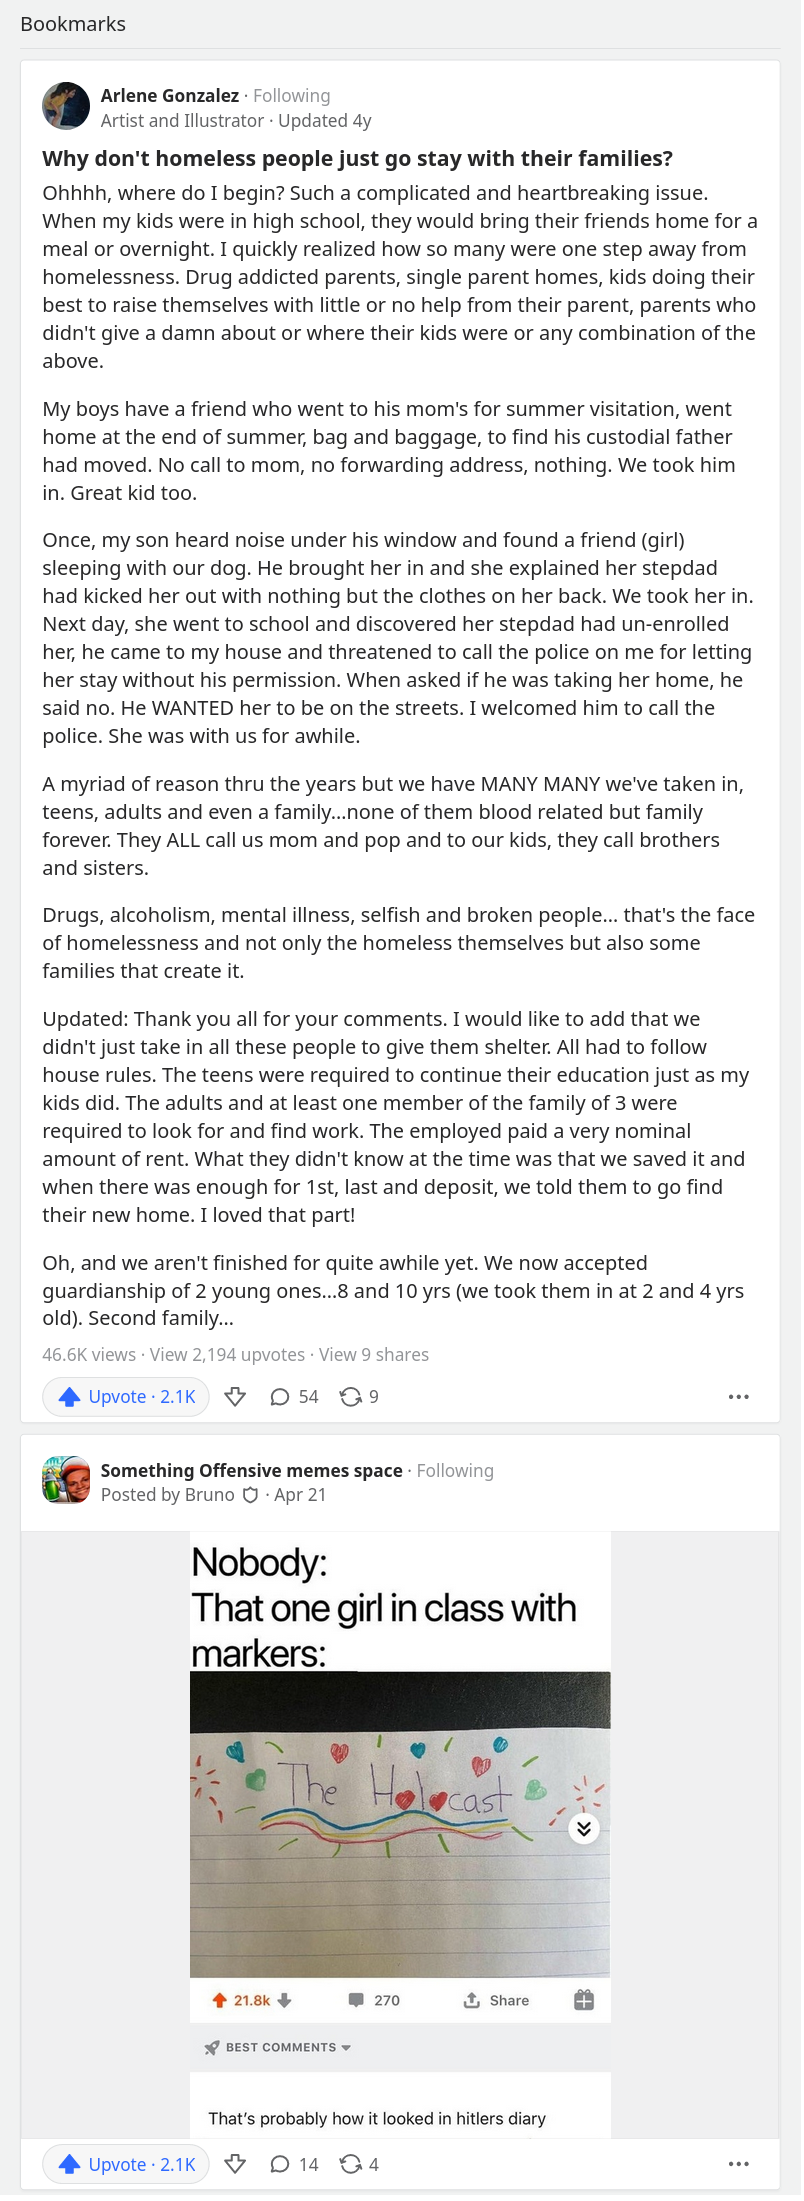 Bookmarks
Arlene Gonzalez · Following
Artist and Illustrator · Updated 4y
Why don't homeless people just go stay with their families?
Ohhhh, where do I begin? Such a complicated and heartbreaking issue.
When my kids were in high school, they would bring their friends home for a
meal or overnight. I quickly realized how so many were one step away from
homelessness. Drug addicted parents, single parent homes, kids doing their
best to raise themselves with little or no help from their parent, parents who
didn't give a damn about or where their kids were or any combination of the
above.
My boys have a friend who went to his mom's for summer visitation, went
home at the end of summer, bag and baggage, to find his custodial father
had moved. No call to mom, no forwarding address, nothing. We took him
in. Great kid too.
Once, my son heard noise under his window and found a friend (girl)
sleeping with our dog. He brought her in and she explained her stepdad
had kicked her out with nothing but the clothes on her back. We took her in.
Next day, she went to school and discovered her stepdad had un-enrolled
her, he came to my house and threatened to call the police on me for letting
her stay without his permission. When asked if he was taking her home, he
said no. He WANTED her to be on the streets. I welcomed him to call the
police. She was with us for awhile.
A myriad of reason thru the years but we have MANY MANY we've taken in,
teens, adults and even a family...none of them blood related but family
forever. They ALL call us mom and pop and to our kids, they call brothers
and sisters.
Drugs, alcoholism, mental illness, selfish and broken people... that's the face
of homelessness and not only the homeless themselves but also some
families that create it.
Updated: Thank you all for your comments. I would like to add that we
didn't just take in all these people to give them shelter. All had to follow
house rules. The teens were required to continue their education just as my
kids did. The adults and at least one member of the family of 3 were
required to look for and find work. The employed paid a very nominal
amount of rent. What they didn't know at the time was that we saved it and
when there was enough for 1st, last and deposit, we told them to go find
their new home. I loved that part!
Oh, and we aren't finished for quite awhile yet. We now accepted
guardianship of 2 young ones...8 and 10 yrs (we took them in at 2 and 4 yrs
old). Second family...
46.6K views · View 2,194 upvotes · View 9 shares
Upvote · 2.1K 54 9
Something Offensive memes space · Following
Posted by Bruno · Apr 21
Nobody:
That one girl in class with
markers:
The Holocast
21.8k 270 Share
BEST COMMENTS
That's probably how it looked in hitlers diary
Upvote · 2.1K 14 4